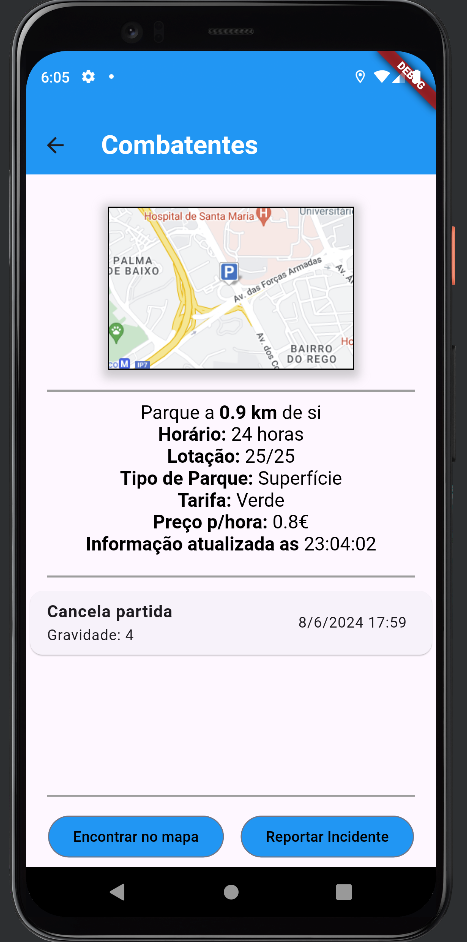 6:05
DEBUG
Combatentes
Hospital de Santa Maria
H
Universitári
PALMA
DE BAIXO
P
Av. das Forças Armadas
Av. A
Av. dos C
BAIRRO
DO REGO
H
co M IP7
Parque a 0.9 km de si
Horário: 24 horas
Lotação: 25/25
Tipo de Parque: Superfície
Tarifa: Verde
Preço p/hora: 0.8€
Informação atualizada as 23:04:02
Cancela partida
8/6/2024 17:59
Gravidade: 4
Encontrar no mapa
Reportar Incidente